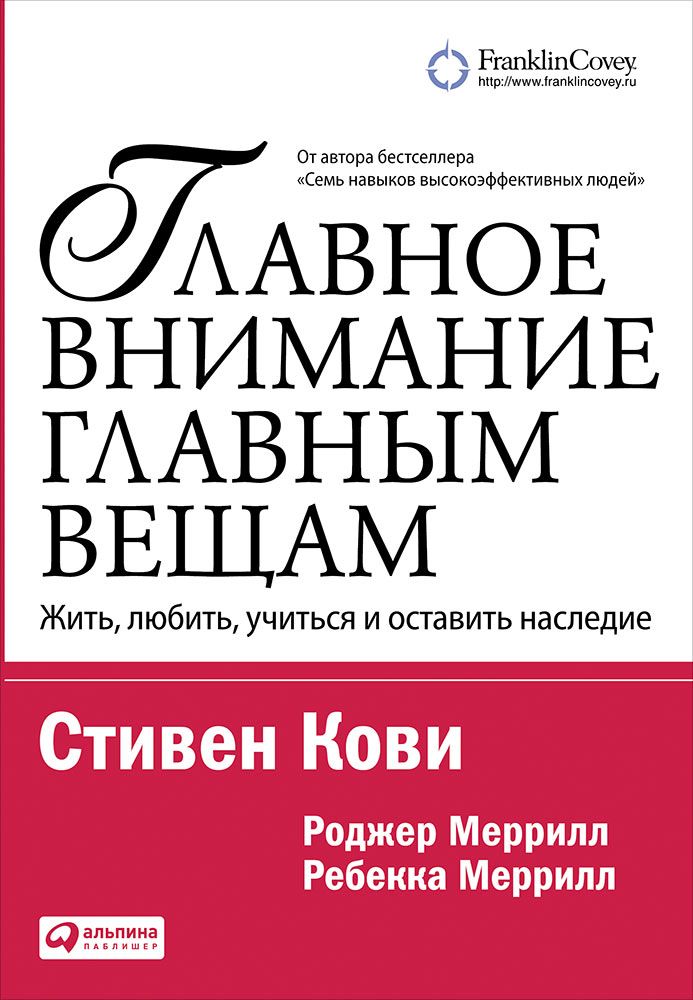 FranklinCovey
http://www.franklincovey.ru
От автора бестселлера
«Семь навыков высокоэффективных людей»
Главное
внимание
главным
вещам
Жить, любить, учиться и оставить наследие
Стивен Кови
Роджер Меррилл
Ребекка Меррилл
альпина
ПАБЛИШЕР